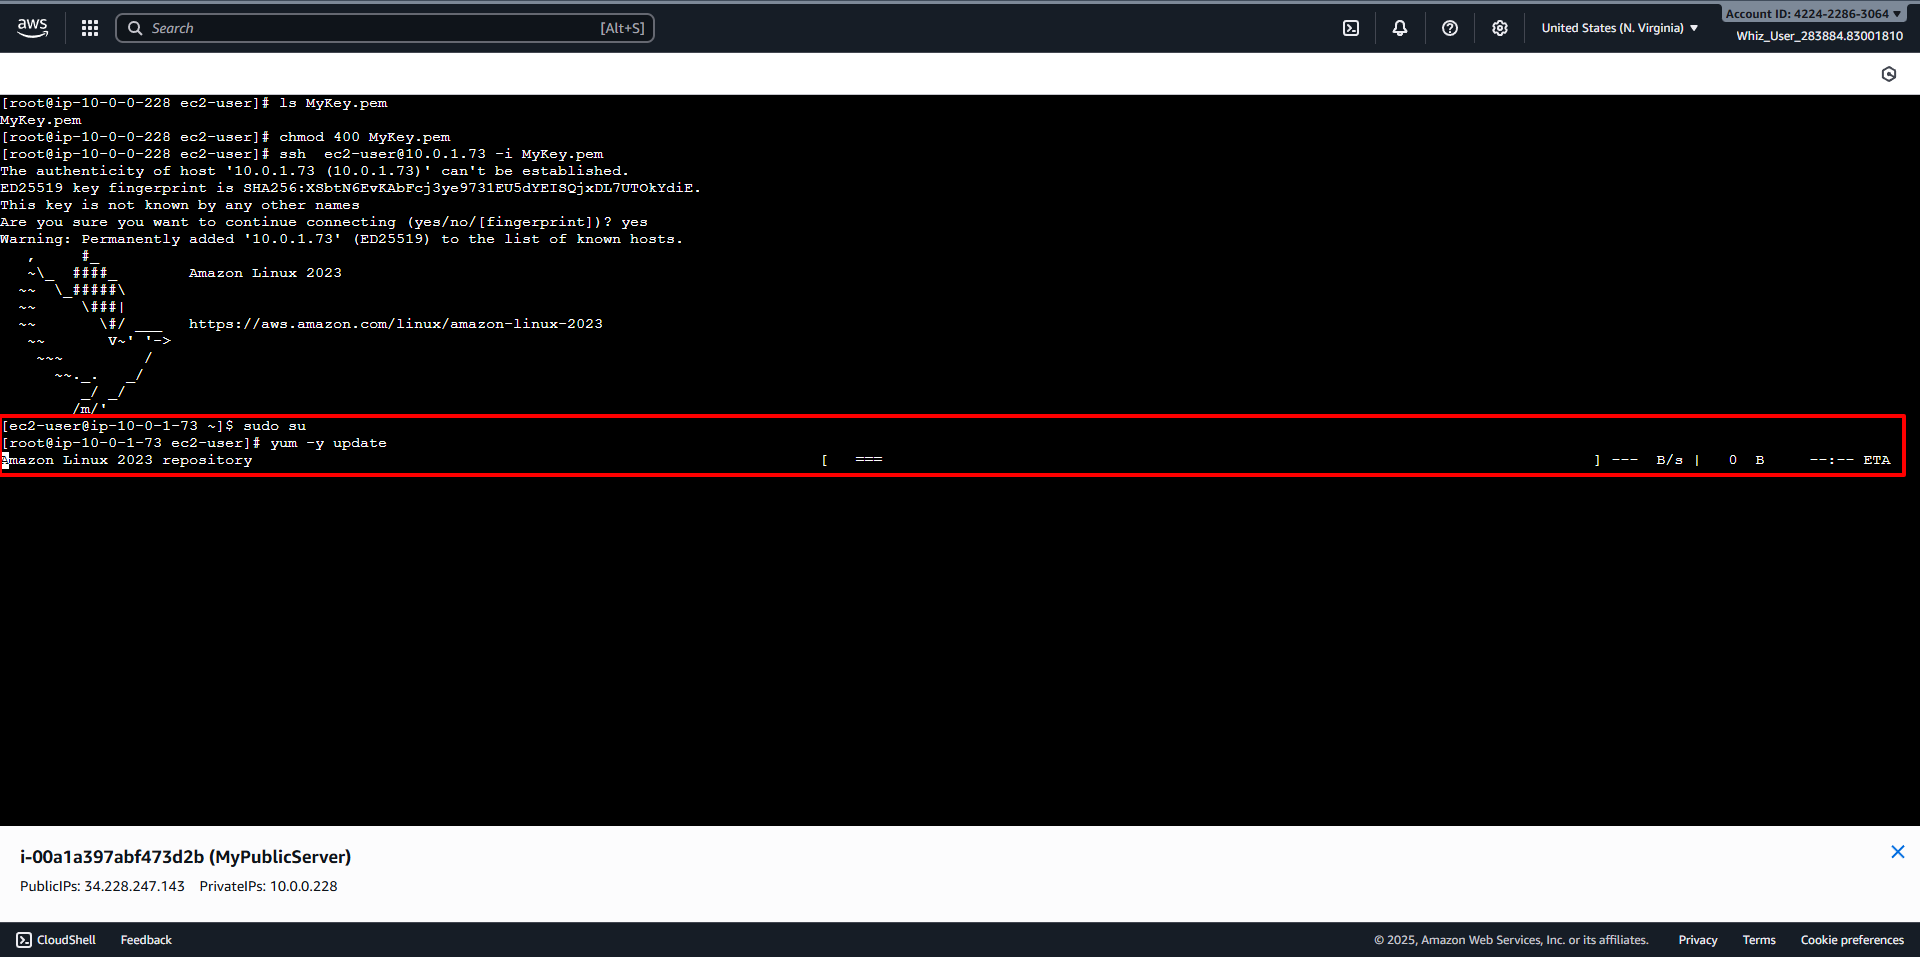 aws
Search [Alt+S]
United States (N. Virginia) ▼
Account ID: 4224-2286-3064 ▼
Whiz_User_283884.83001810
[root@ip-10-0-0-228 ec2-user]# ls MyKey.pem
MyKey.pem
[root@ip-10-0-0-228 ec2-user]# chmod 400 MyKey.pem
[root@ip-10-0-0-228 ec2-user]# ssh  ec2-user@10.0.1.73 -i MyKey.pem
The authenticity of host '10.0.1.73 (10.0.1.73)' can't be established.
ED25519 key fingerprint is SHA256:XSbtN6EvKAbFcj3ye9731EU5dYEISQjxDL7UTOkYdiE.
This key is not known by any other names
Are you sure you want to continue connecting (yes/no/[fingerprint])? yes
Warning: Permanently added '10.0.1.73' (ED25519) to the list of known hosts.
   ,     #_
   ~\_  ####_        Amazon Linux 2023
  ~~  \_#####\
  ~~     \###|
  ~~       \#/ ___   https://aws.amazon.com/linux/amazon-linux-2023
   ~~       V~' '->
    ~~~         /
      ~~._.   _/
         _/ _/
        /m/'
[ec2-user@ip-10-0-1-73 ~]$ sudo su
[root@ip-10-0-1-73 ec2-user]# yum -y update
Amazon Linux 2023 repository [   === ] ---  B/s |   0  B     --:-- ETA
i-00a1a397abf473d2b (MyPublicServer)
PublicIPs: 34.228.247.143 PrivateIPs: 10.0.0.228
CloudShell Feedback © 2025, Amazon Web Services, Inc. or its affiliates. Privacy Terms Cookie preferences